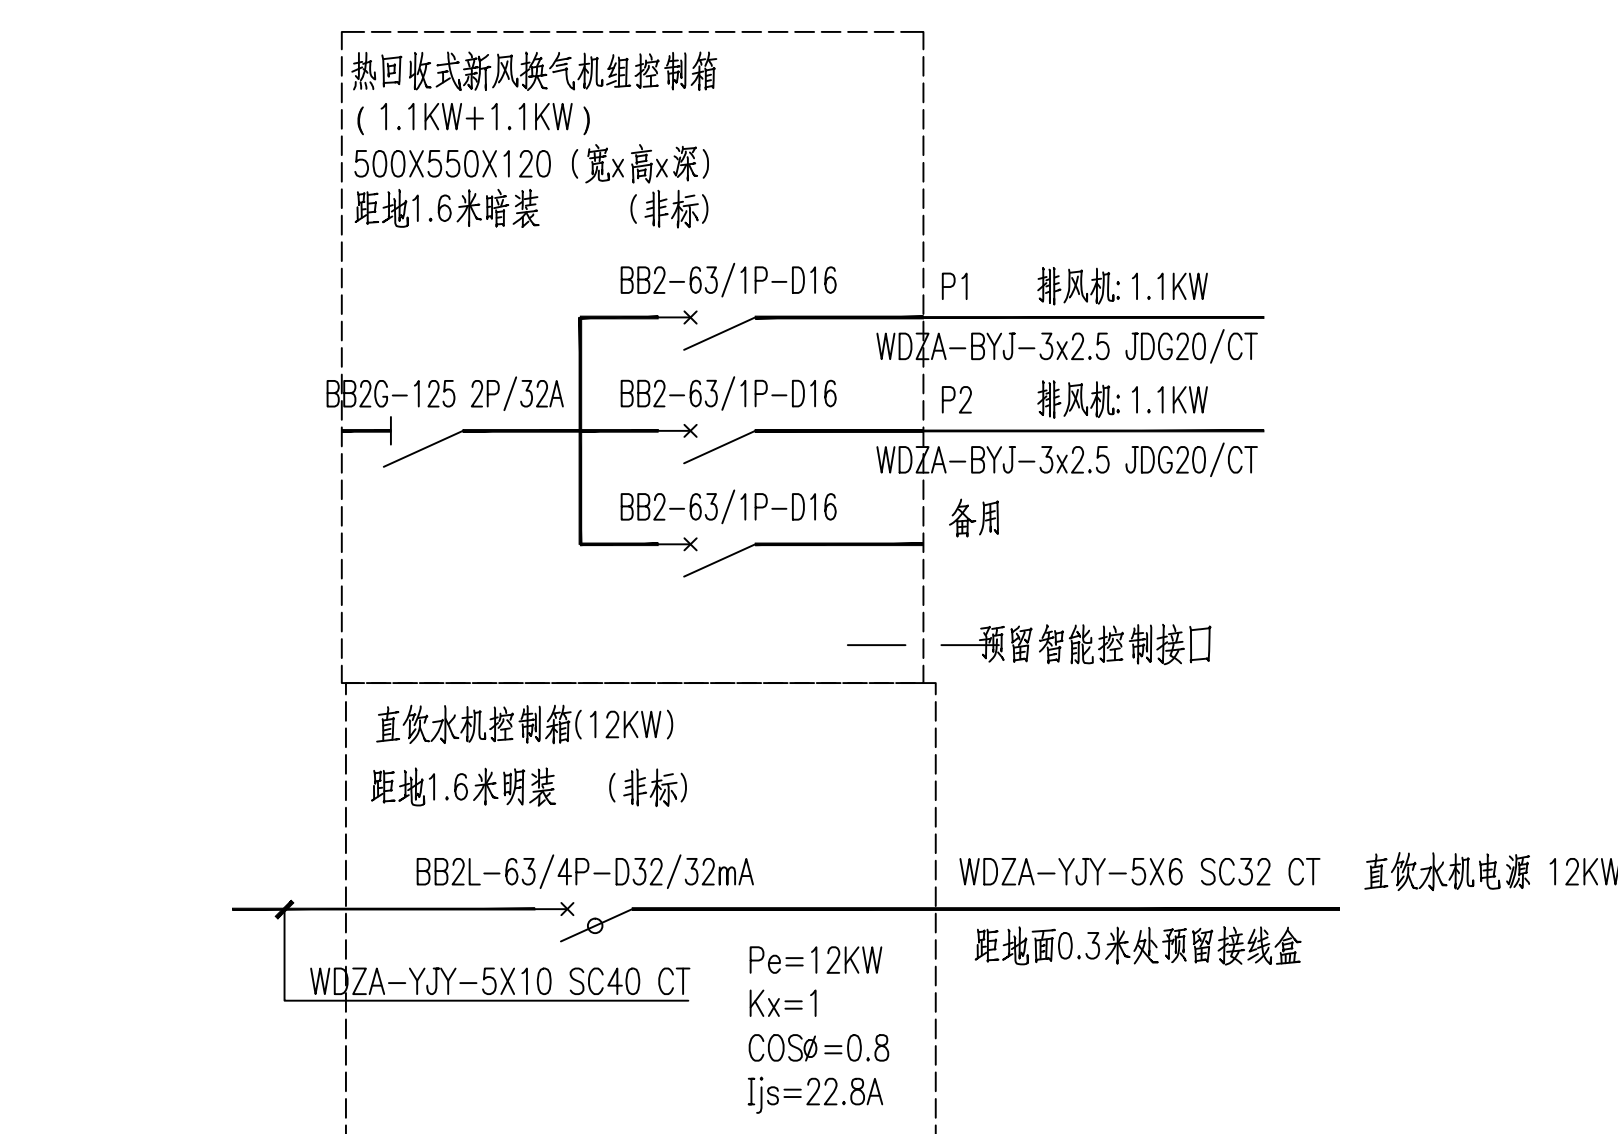 热回收式新风换气机组控制箱
(1.1KW+1.1KW)
500X550X120 (宽x高x深)
距地1.6米暗装 (非标)
BB2-63/1P-D16 P1 排风机:1.1KW
WDZA-BYJ-3x2.5 JDG20/CT
BB2G-125 2P/32A BB2-63/1P-D16 P2 排风机:1.1KW
WDZA-BYJ-3x2.5 JDG20/CT
BB2-63/1P-D16 备用
预留智能控制接口
直饮水机控制箱(12KW)
距地1.6米明装 (非标)
BB2L-63/4P-D32/32mA WDZA-YJY-5X6 SC32 CT 直饮水机电源 12KW
距地面0.3米处预留接线盒
WDZA-YJY-5X10 SC40 CT
Pe=12KW
Kx=1
COSø=0.8
Ijs=22.8A